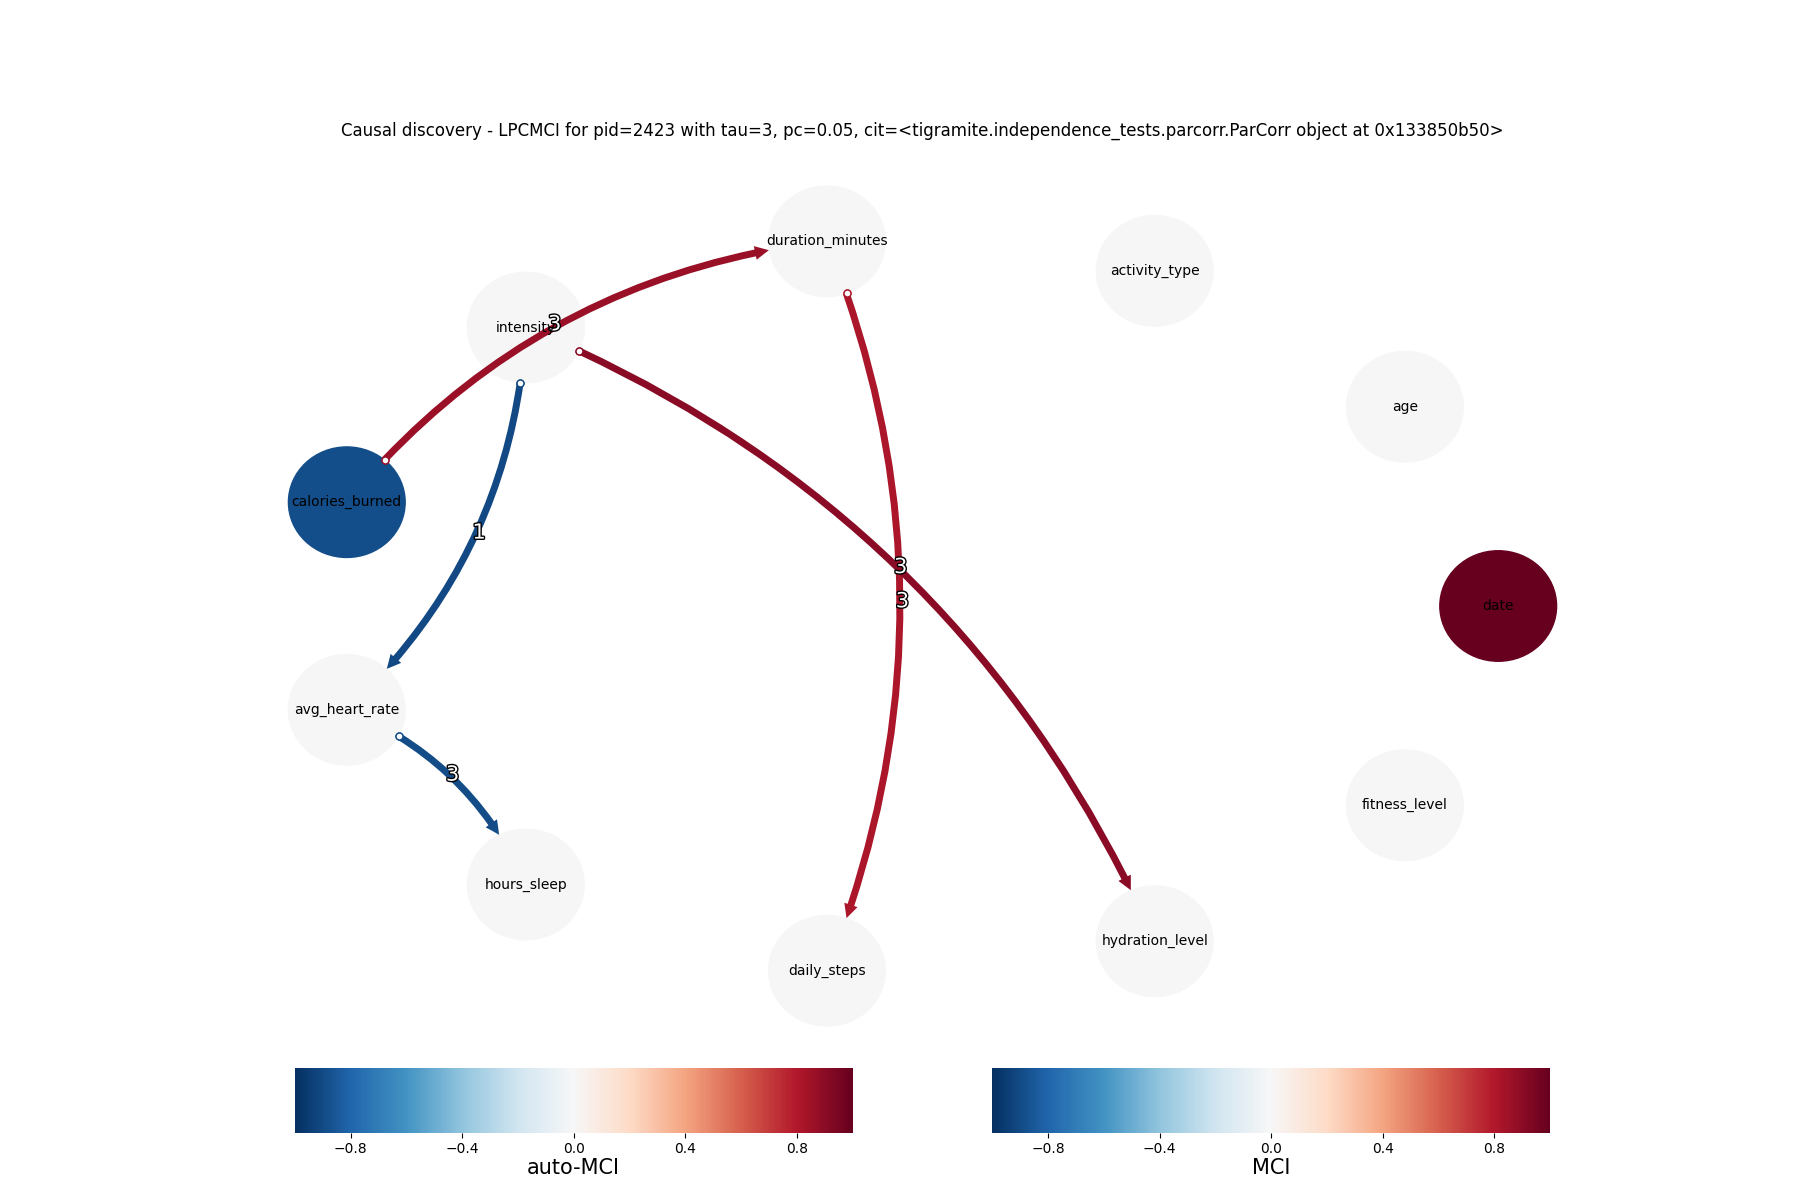 Causal discovery - LPCMCI for pid=2423 with tau=3, pc=0.05, cit=<tigramite.independence_tests.parcorr.ParCorr object at 0x133850b50>
duration_minutes
activity_type
intensity
3
age
calories_burned
1
3
3
date
avg_heart_rate
3
fitness_level
hours_sleep
hydration_level
daily_steps
−0.8 −0.4 0.0 0.4 0.8
auto-MCI
−0.8 −0.4 0.0 0.4 0.8
MCI